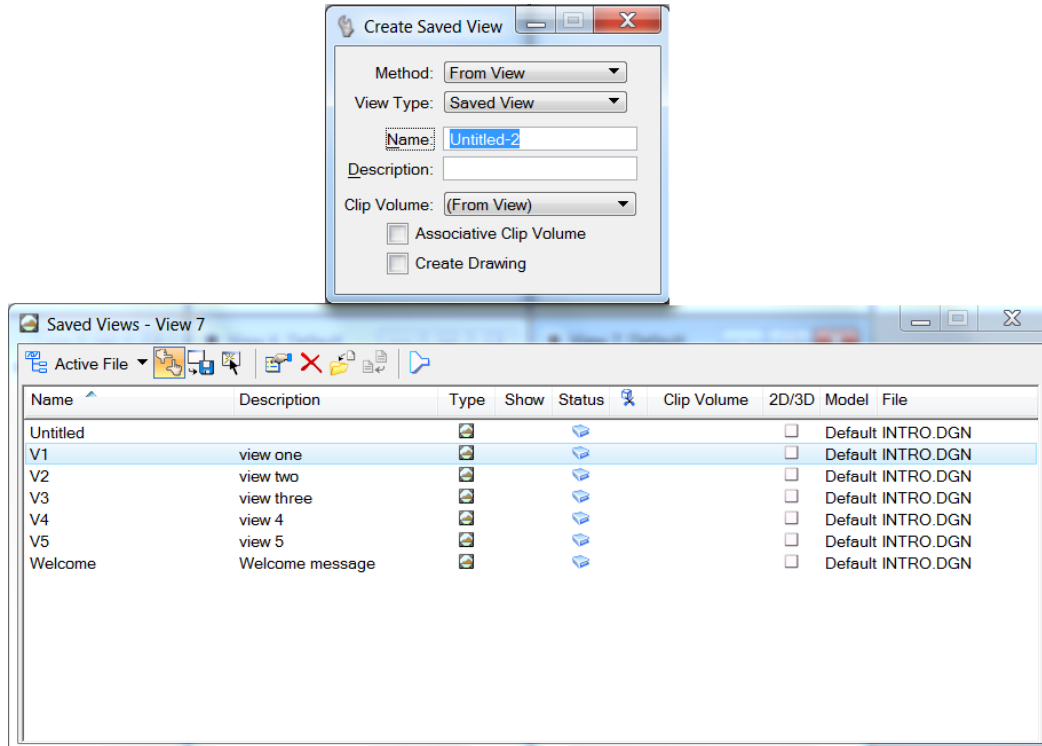 Create Saved View
Method: From View
View Type: Saved View
Name: Untitled-2
Description:
Clip Volume: (From View)
Associative Clip Volume
Create Drawing
Saved Views - View 7
Active File
Name Description Type Show Status Clip Volume 2D/3D Model File
Untitled Default INTRO.DGN
V1 view one Default INTRO.DGN
V2 view two Default INTRO.DGN
V3 view three Default INTRO.DGN
V4 view 4 Default INTRO.DGN
V5 view 5 Default INTRO.DGN
Welcome Welcome message Default INTRO.DGN